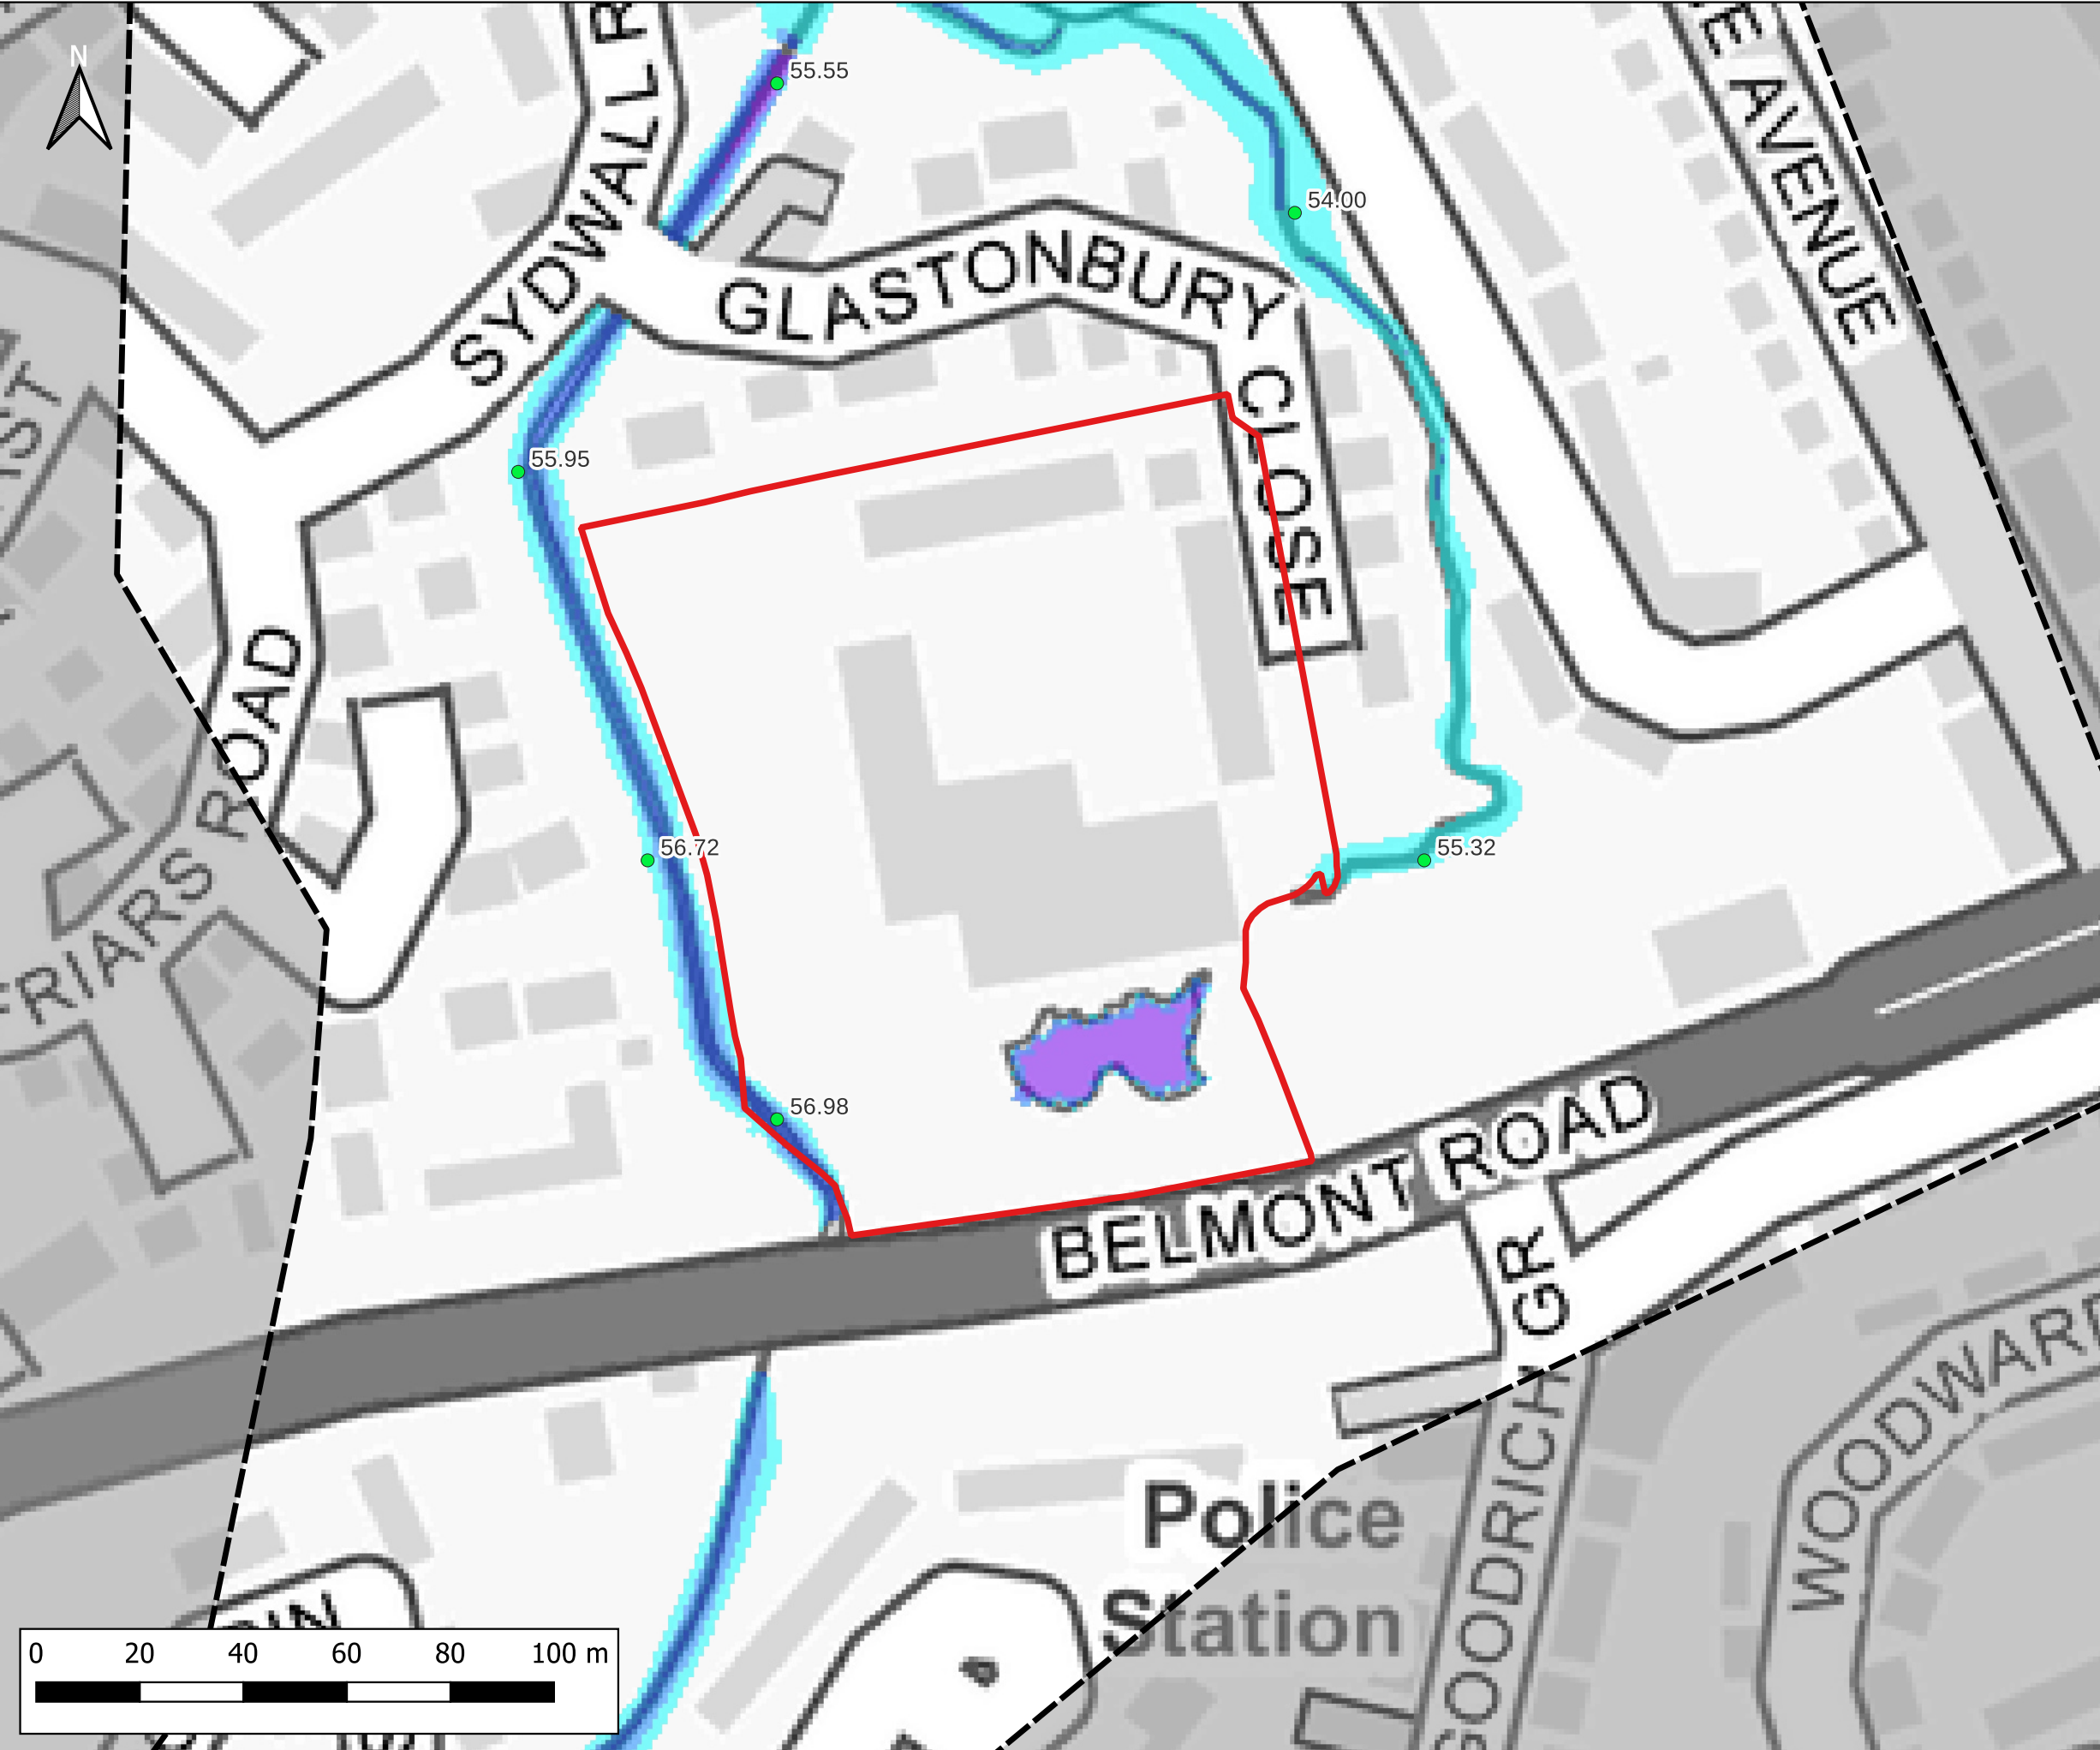 N
SYDWALL R
55.55
E AVENUE
54.00
GLASTONBURY
CLOSE
55.95
FRIARS ROAD
56.72
55.32
56.98
BELMONT ROAD
GOODRICH GR
WOODWARD
Police
Station
0 20 40 60 80 100 m